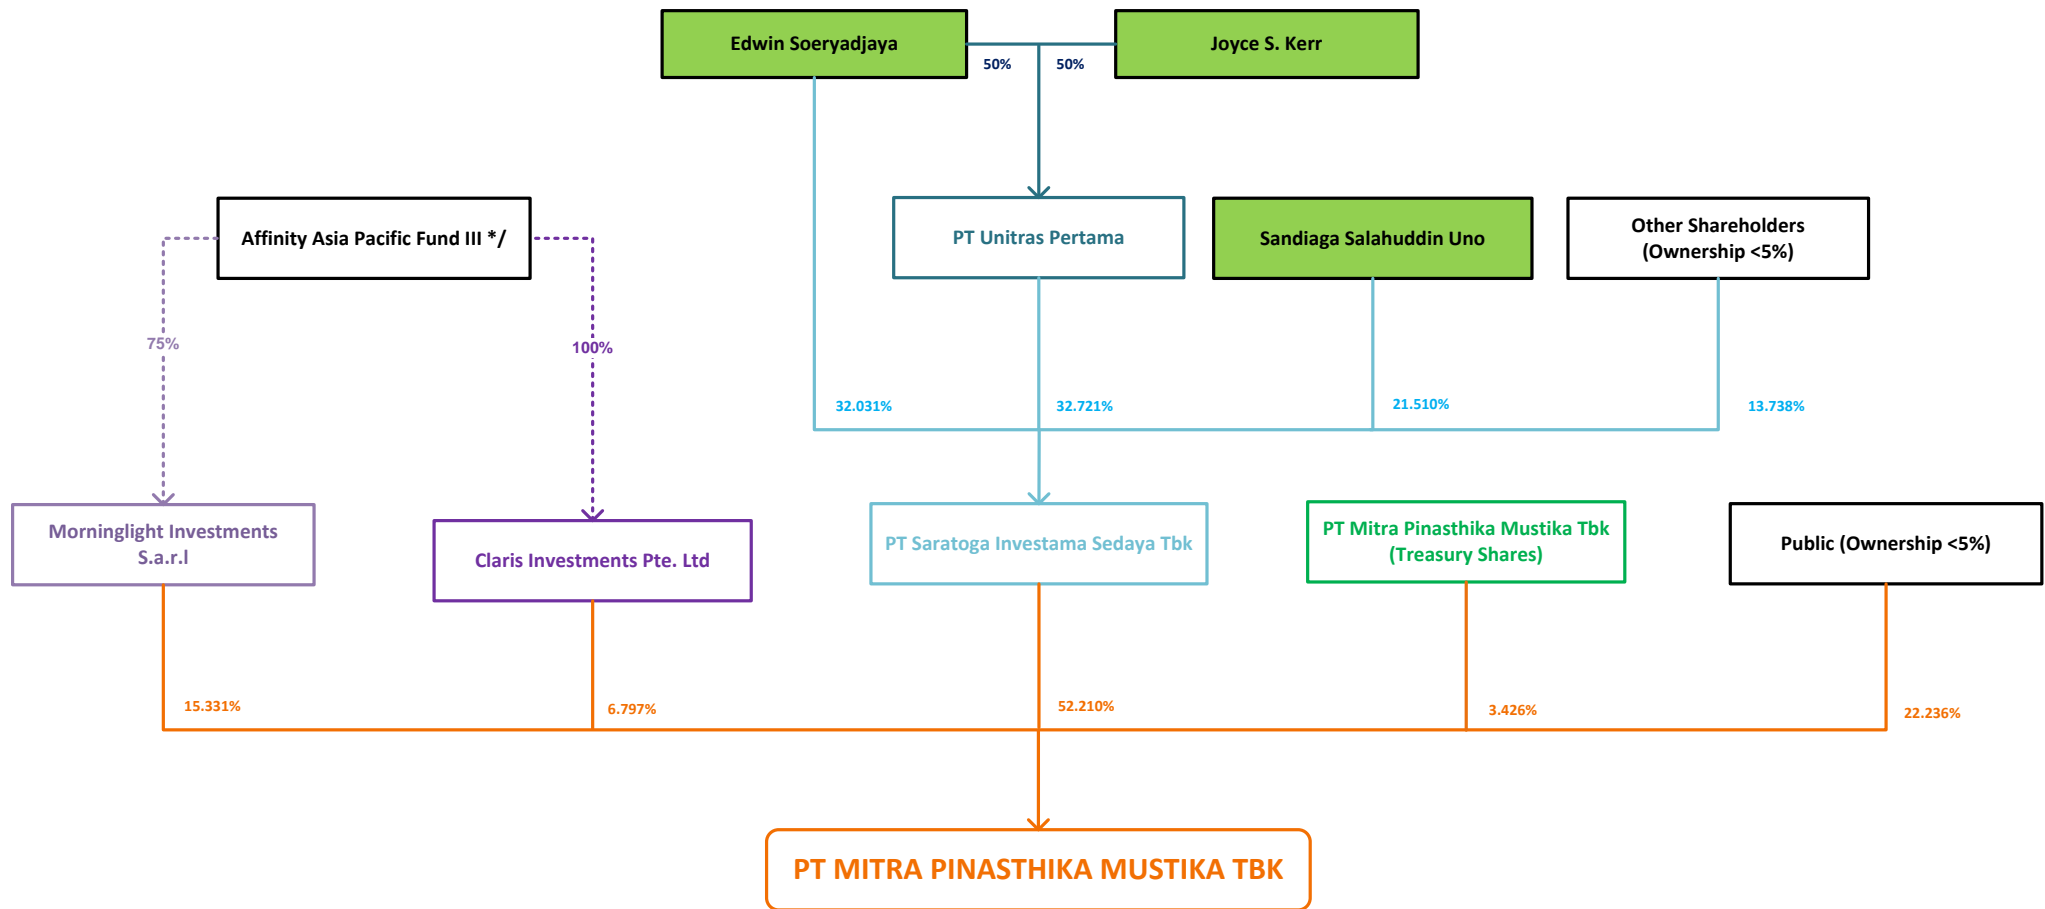 Edwin Soeryadjaya
Joyce S. Kerr
50%
50%
Affinity Asia Pacific Fund III */
PT Unitras Pertama
Sandiaga Salahuddin Uno
Other Shareholders
(Ownership <5%)
75%
100%
32.031%
32.721%
21.510%
13.738%
Morninglight Investments
S.a.r.l
Claris Investments Pte. Ltd
PT Saratoga Investama Sedaya Tbk
PT Mitra Pinasthika Mustika Tbk
(Treasury Shares)
Public (Ownership <5%)
15.331%
6.797%
52.210%
3.426%
22.236%
PT MITRA PINASTHIKA MUSTIKA TBK